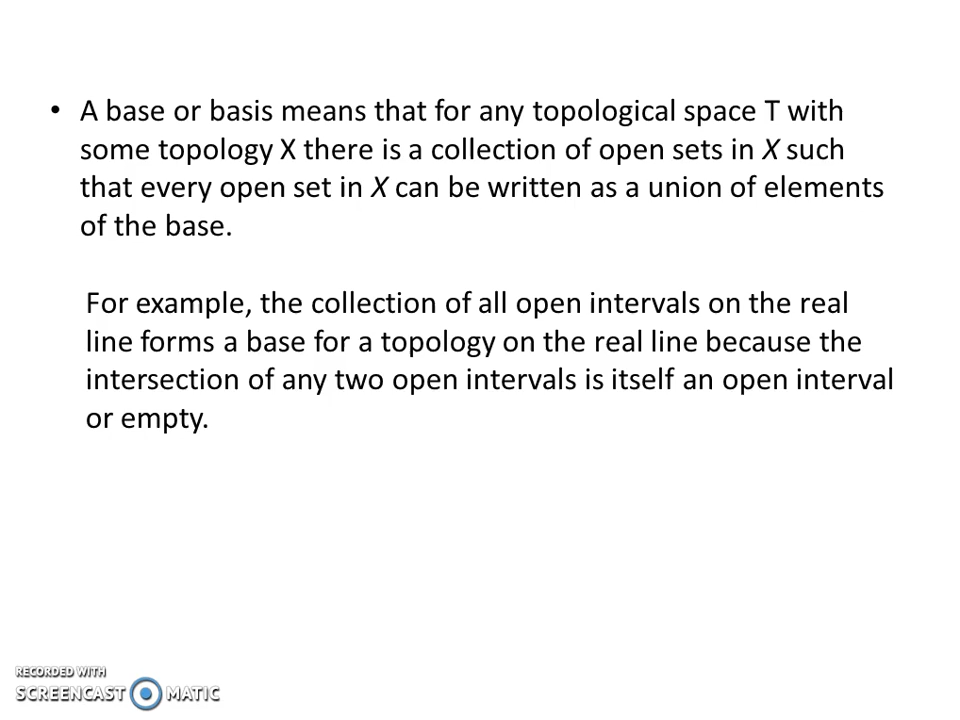 • A base or basis means that for any topological space T with
some topology X there is a collection of open sets in X such
that every open set in X can be written as a union of elements
of the base.
For example, the collection of all open intervals on the real
line forms a base for a topology on the real line because the
intersection of any two open intervals is itself an open interval
or empty.
RECORDED WITH
SCREENCAST MATIC